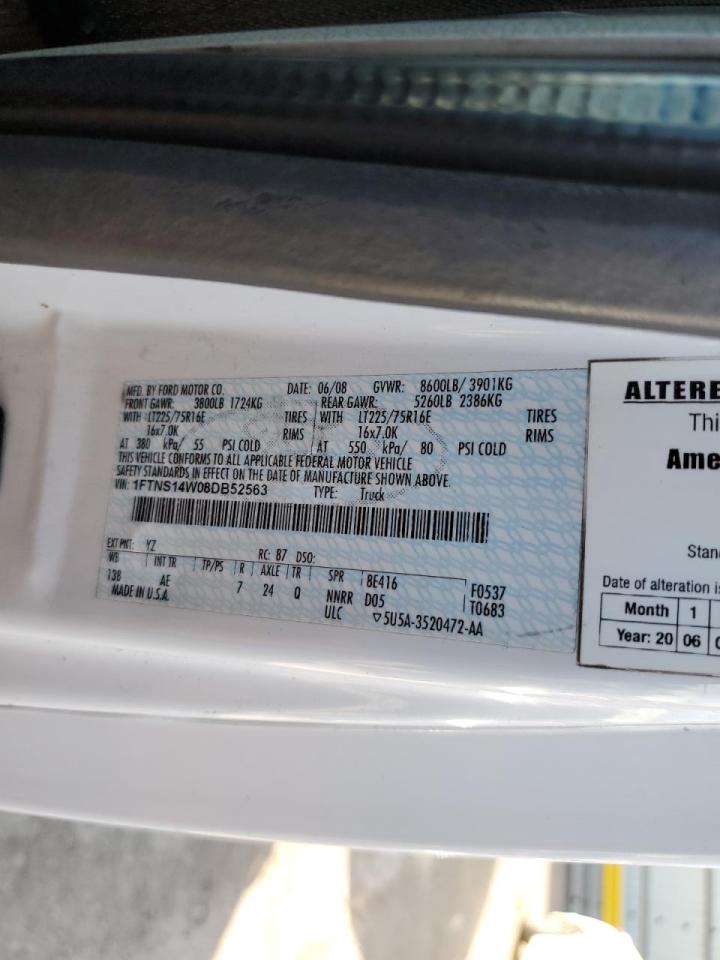 MFD. BY FORD MOTOR CO. DATE: 06/08 GVWR: 8600LB/ 3901KG
FRONT GAWR: 3800LB 1724KG REAR GAWR: 5260LB 2386KG
WITH LT225/75R16E TIRES WITH LT225/75R16E TIRES
16x7.0K RIMS 16x7.0K RIMS
AT 380 kPa/ 55 PSI COLD AT 550 kPa/ 80 PSI COLD
THIS VEHICLE CONFORMS TO ALL APPLICABLE FEDERAL MOTOR VEHICLE
SAFETY STANDARDS IN EFFECT ON THE DATE OF MANUFACTURE SHOWN ABOVE.
VIN: 1FTNS14W08DB52563 TYPE: Truck
EXT PNT: YZ RC: 87 DSO:
WB INT TR TP/PS R AXLE TR SPR 8E416 F0537
138 AE 7 24 Q NNRR D05 T0683
MADE IN U.S.A. ULC ▽5U5A-3520472-AA
ALTERE
Thi
Ame
Stan
Date of alteration is
Month 1
Year: 20 06 0